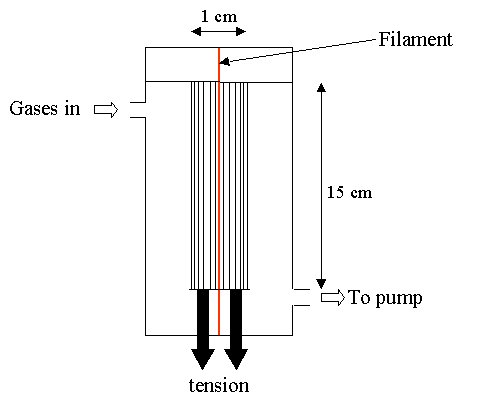 1 cm
Filament
Gases in
15 cm
To pump
tension